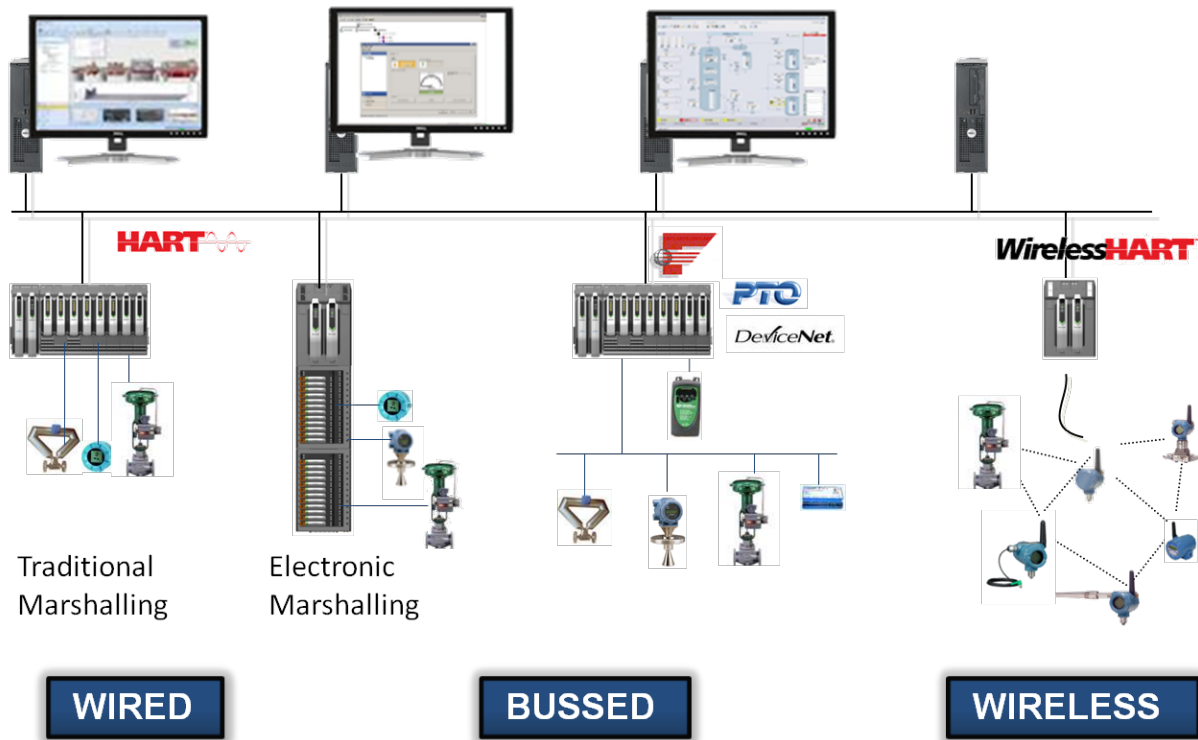 HART
WirelessHART
PTO
DeviceNet.
Traditional
Marshalling
Electronic
Marshalling
WIRED
BUSSED
WIRELESS